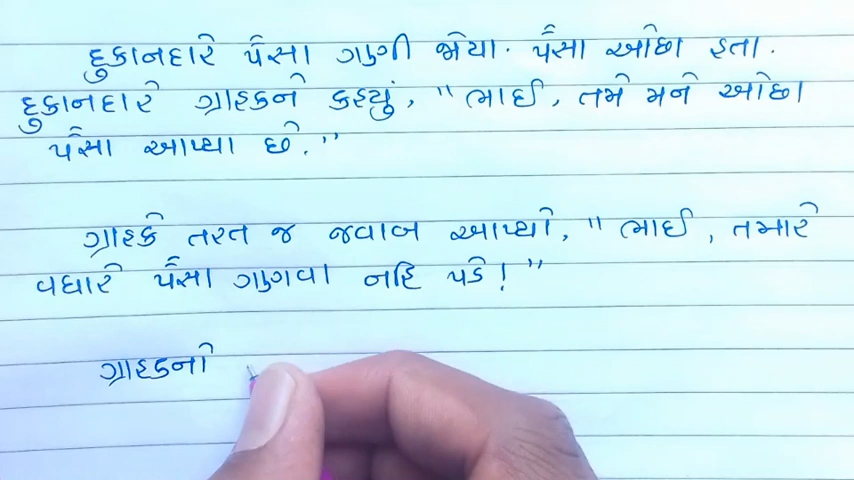 દુકાનદારે પૈસા ગણી જોયા. પૈસા ઓછા હતા.
દુકાનદારે ગ્રાહકને કહ્યું, "ભાઈ, તમે મને ઓછા
પૈસા આપ્યા છે."
ગ્રાહકે તરત જ જવાબ આપ્યો, "ભાઈ, તમારે
વધારે પૈસા ગણવા નહિ પડે!"
ગ્રાહકનો